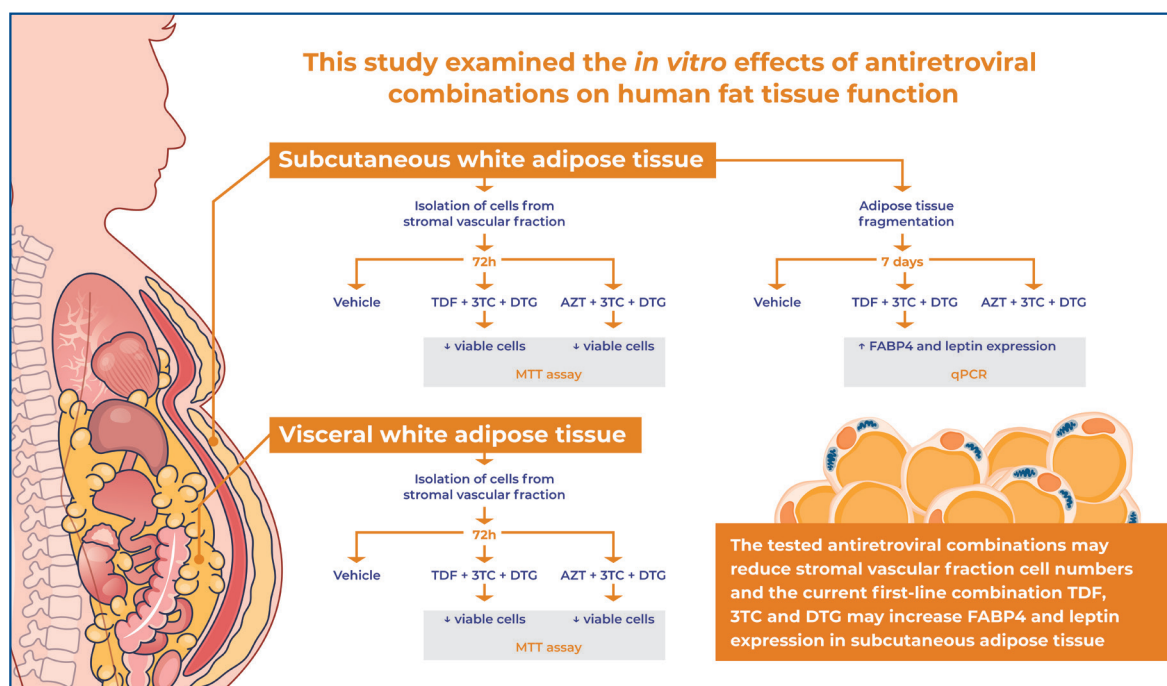 This study examined the in vitro effects of antiretroviral
combinations on human fat tissue function
Subcutaneous white adipose tissue
Isolation of cells from
stromal vascular fraction
72h
Vehicle
TDF + 3TC + DTG
AZT + 3TC + DTG
↓ viable cells
↓ viable cells
MTT assay
Adipose tissue
fragmentation
7 days
Vehicle
TDF + 3TC + DTG
AZT + 3TC + DTG
↑ FABP4 and leptin expression
qPCR
Visceral white adipose tissue
Isolation of cells from
stromal vascular fraction
72h
Vehicle
TDF + 3TC + DTG
AZT + 3TC + DTG
↓ viable cells
↓ viable cells
MTT assay
The tested antiretroviral combinations may
reduce stromal vascular fraction cell numbers
and the current first-line combination TDF,
3TC and DTG may increase FABP4 and leptin
expression in subcutaneous adipose tissue